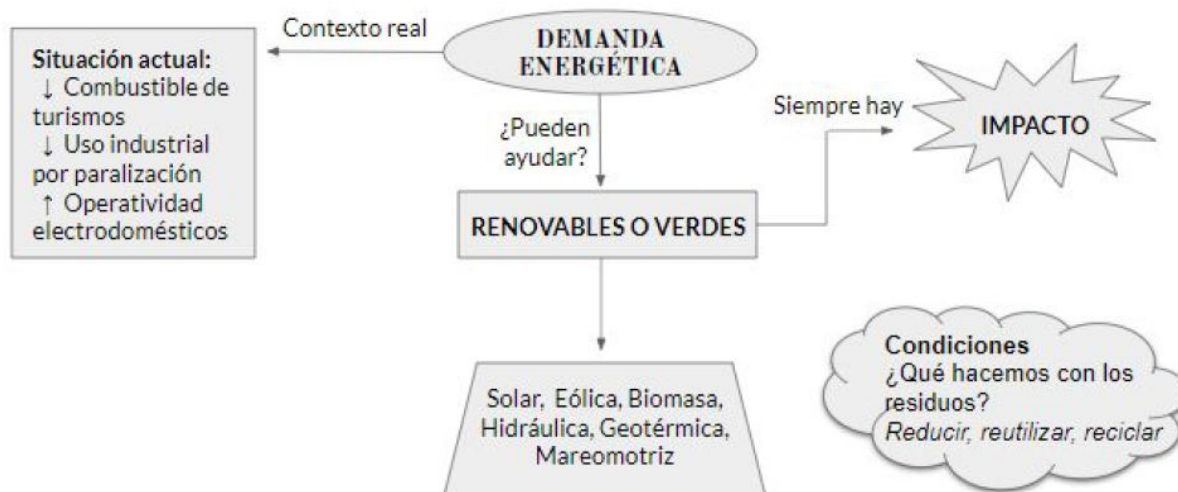 DEMANDA
ENERGÉTICA
Contexto real
Situación actual:
↓ Combustible de
turismos
↓ Uso industrial
por paralización
↑ Operatividad
electrodomésticos
¿Pueden
ayudar?
Siempre hay
IMPACTO
RENOVABLES O VERDES
Solar, Eólica, Biomasa,
Hidráulica, Geotérmica,
Mareomotriz
Condiciones
¿Qué hacemos con los
residuos?
Reducir, reutilizar, reciclar